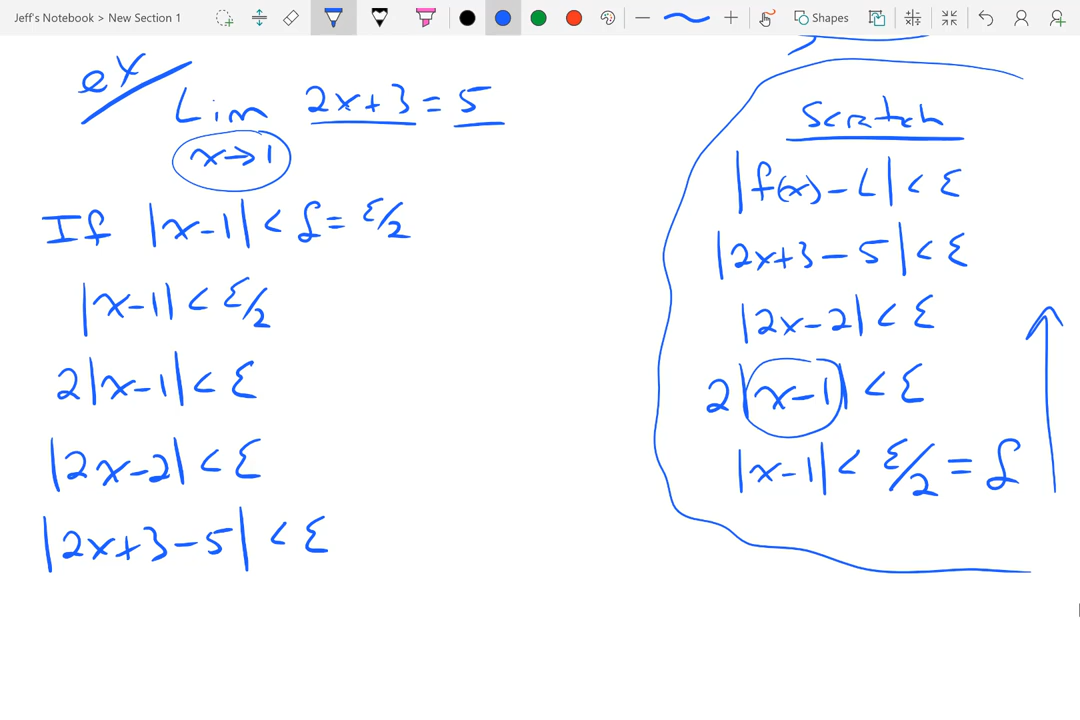 Jeff's Notebook > New Section 1
Shapes
ex
Lim 2x+3 = 5
x→1
If |x-1| < δ = ε/2
|x-1| < ε/2
2|x-1| < ε
|2x-2| < ε
|2x+3-5| < ε
Scratch
|f(x)-L| < ε
|2x+3-5| < ε
|2x-2| < ε
2|x-1| < ε
|x-1| < ε/2 = δ